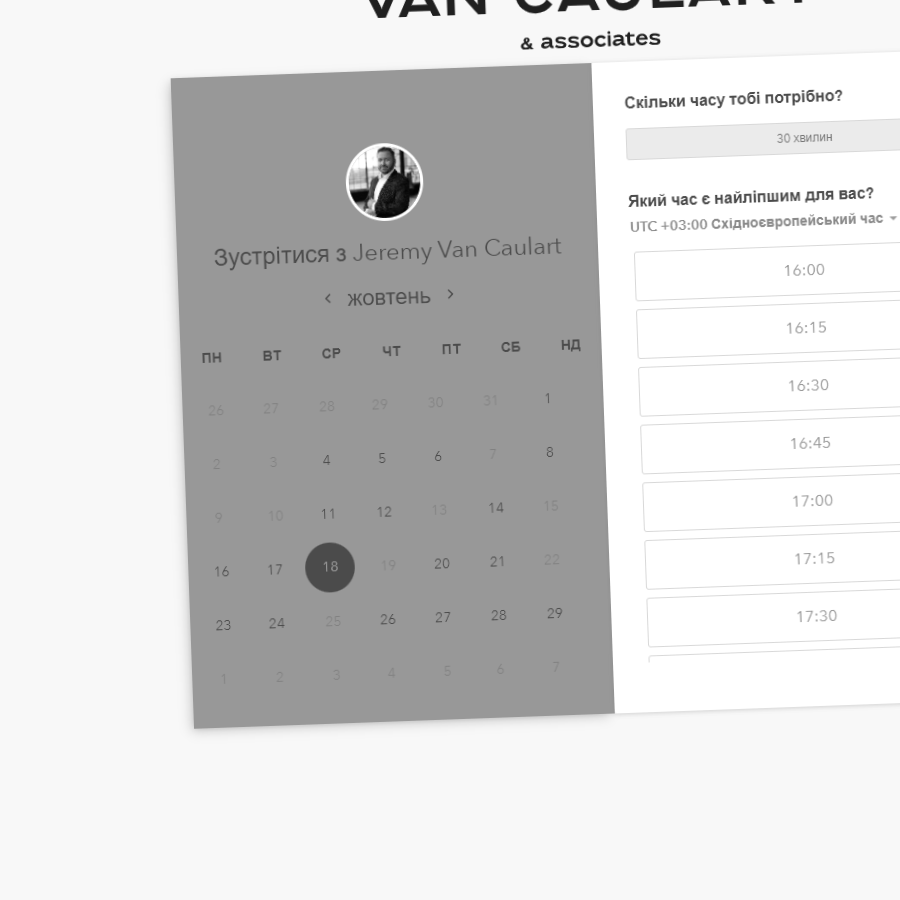 VAN CAULART
& associates
Зустрітися з Jeremy Van Caulart
‹ жовтень ›
ПН ВТ СР ЧТ ПТ СБ НД
26 27 28 29 30 31 1
2 3 4 5 6 7 8
9 10 11 12 13 14 15
16 17 18 19 20 21 22
23 24 25 26 27 28 29
1 2 3 4 5 6 7
Скільки часу тобі потрібно?
30 хвилин
Який час є найліпшим для вас?
UTC +03:00 Східноєвропейський час
16:00
16:15
16:30
16:45
17:00
17:15
17:30